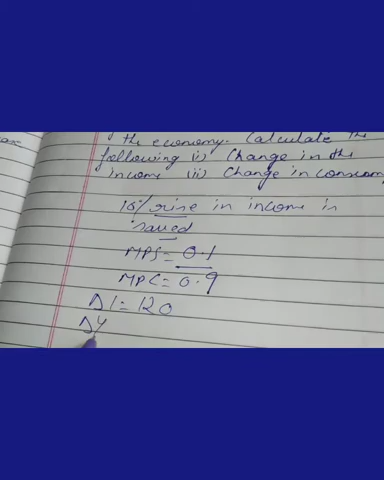 the economy. Calculate the
following (i) Change in the
income (ii) Change in consum
10% rise in income is
saved
MPS = 0.1
MPC = 0.9
ΔI = 120
ΔY